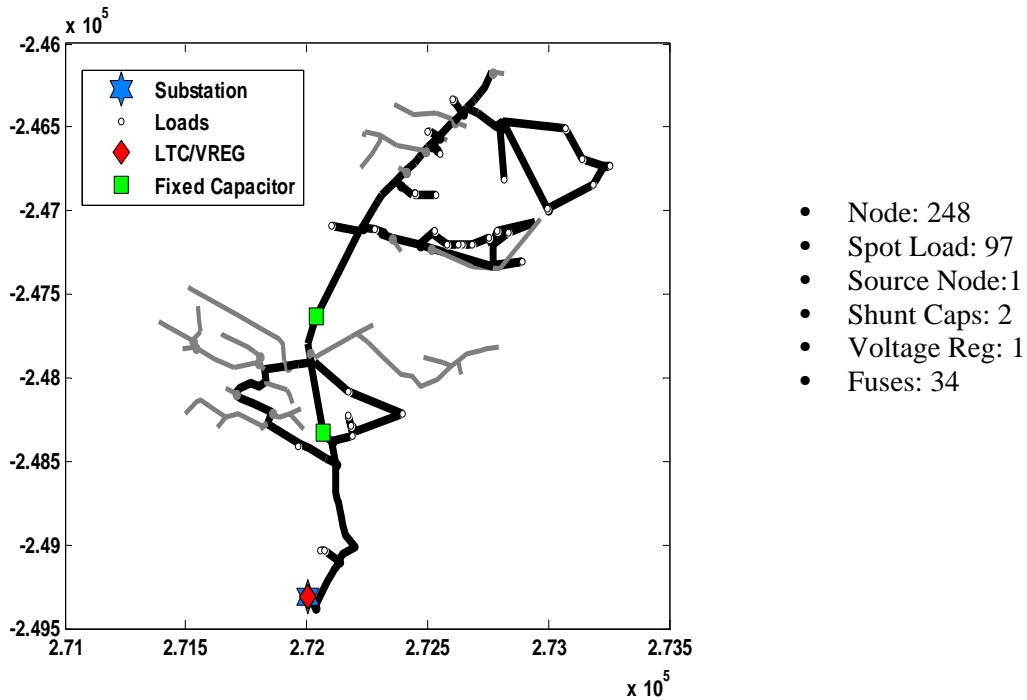 x 10^5
-2.46
-2.465
-2.47
-2.475
-2.48
-2.485
-2.49
-2.495
Substation
Loads
LTC/VREG
Fixed Capacitor
2.71
2.715
2.72
2.725
2.73
2.735
x 10^5
• Node: 248
• Spot Load: 97
• Source Node:1
• Shunt Caps: 2
• Voltage Reg: 1
• Fuses: 34